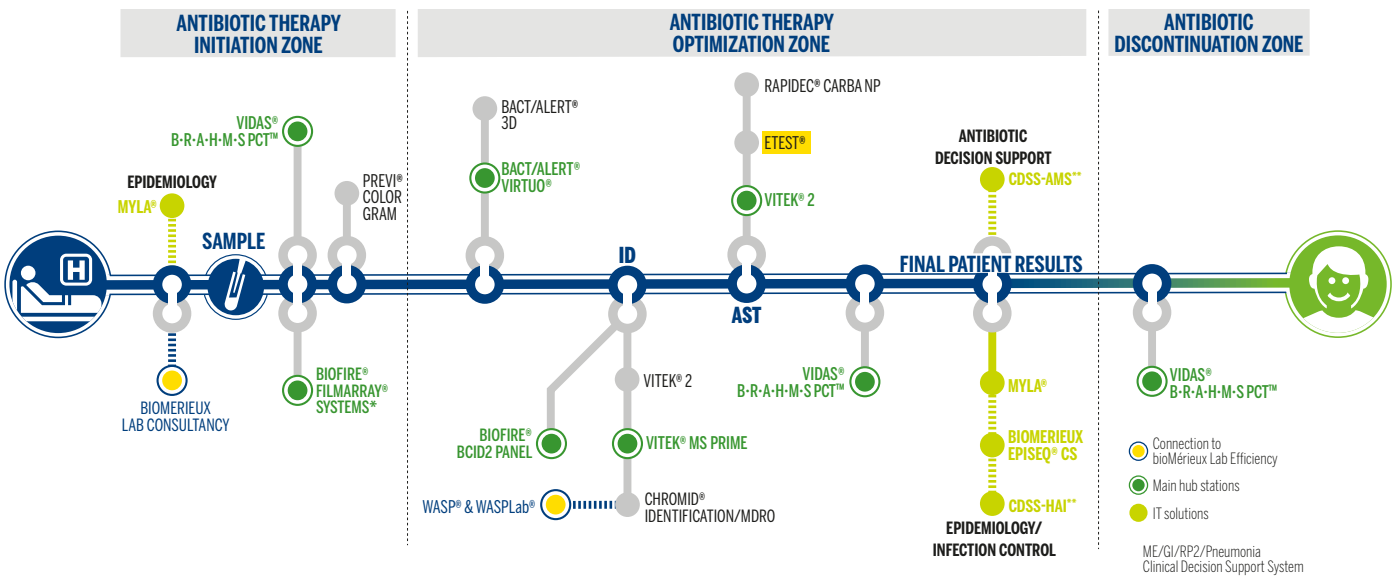 ANTIBIOTIC THERAPY
INITIATION ZONE
ANTIBIOTIC THERAPY
OPTIMIZATION ZONE
ANTIBIOTIC
DISCONTINUATION ZONE
VIDAS®
B·R·A·H·M·S PCT™
EPIDEMIOLOGY
MYLA®
PREVI®
COLOR
GRAM
SAMPLE
H
BIOMERIEUX
LAB CONSULTANCY
BIOFIRE®
FILMARRAY®
SYSTEMS*
BACT/ALERT®
3D
BACT/ALERT®
VIRTUO®
ID
BIOFIRE®
BCID2 PANEL
VITEK® 2
VITEK® MS PRIME
WASP® & WASPLab®
CHROMID®
IDENTIFICATION/MDRO
RAPIDEC® CARBA NP
ETEST®
VITEK® 2
AST
VIDAS®
B·R·A·H·M·S PCT™
ANTIBIOTIC
DECISION SUPPORT
CDSS-AMS**
FINAL PATIENT RESULTS
MYLA®
BIOMERIEUX
EPISEQ® CS
CDSS-HAI**
EPIDEMIOLOGY/
INFECTION CONTROL
VIDAS®
B·R·A·H·M·S PCT™
Connection to
bioMérieux Lab Efficiency
Main hub stations
IT solutions
ME/GI/RP2/Pneumonia
Clinical Decision Support System